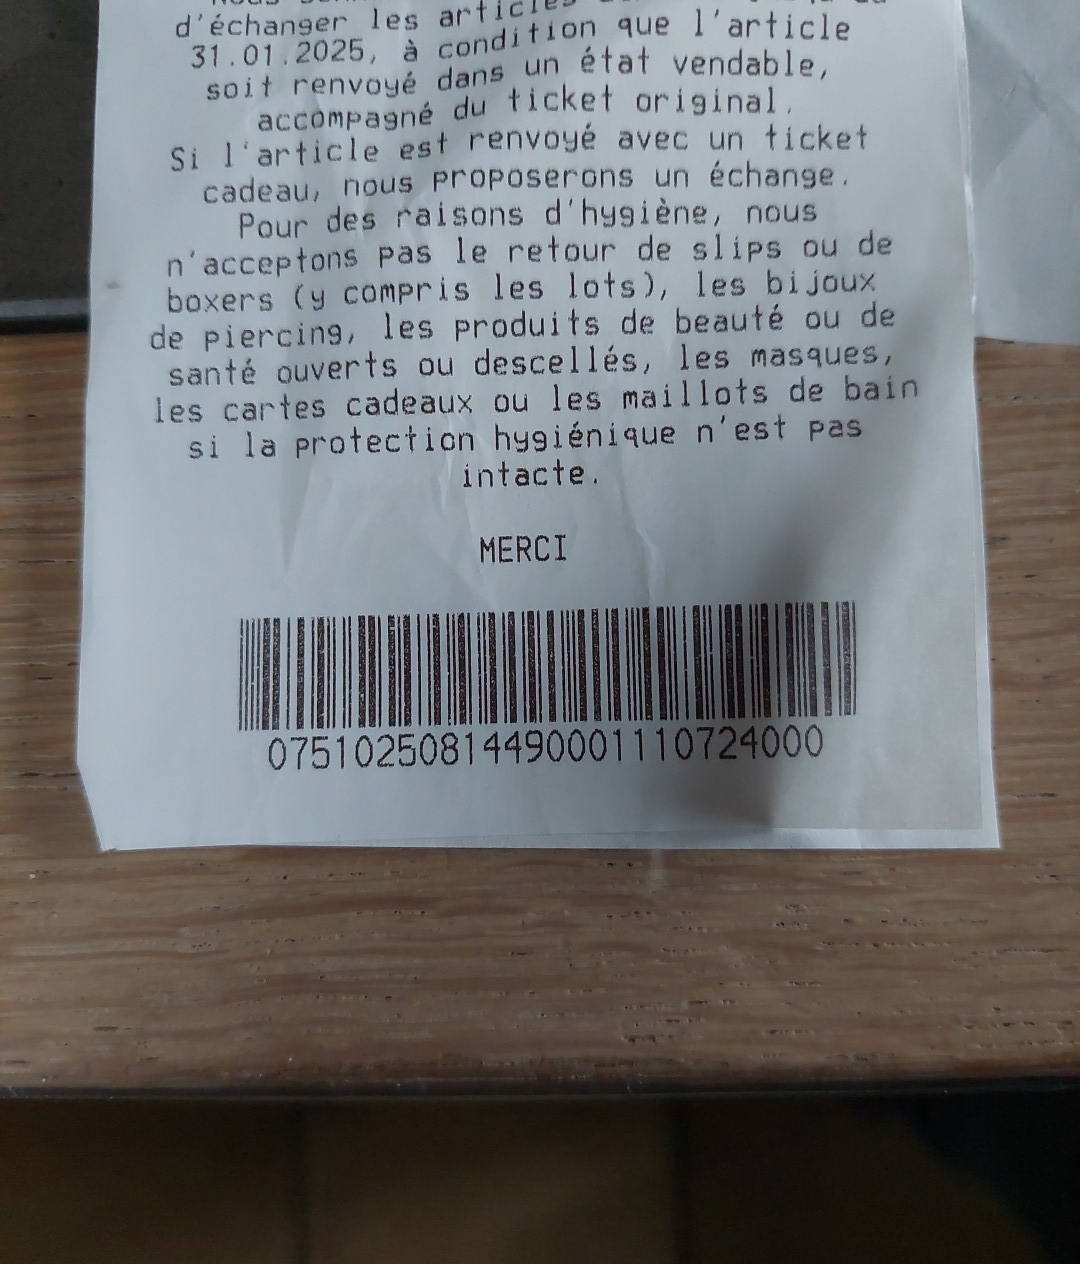 d'échanger les articles
31.01.2025, à condition que l'article
soit renvoyé dans un état vendable,
accompagné du ticket original.
Si l'article est renvoyé avec un ticket
cadeau, nous proposerons un échange.
Pour des raisons d'hygiène, nous
n'acceptons pas le retour de slips ou de
boxers (y compris les lots), les bijoux
de piercing, les produits de beauté ou de
santé ouverts ou descellés, les masques,
les cartes cadeaux ou les maillots de bain
si la protection hygiénique n'est pas
intacte.
MERCI
07510250814490001110724000